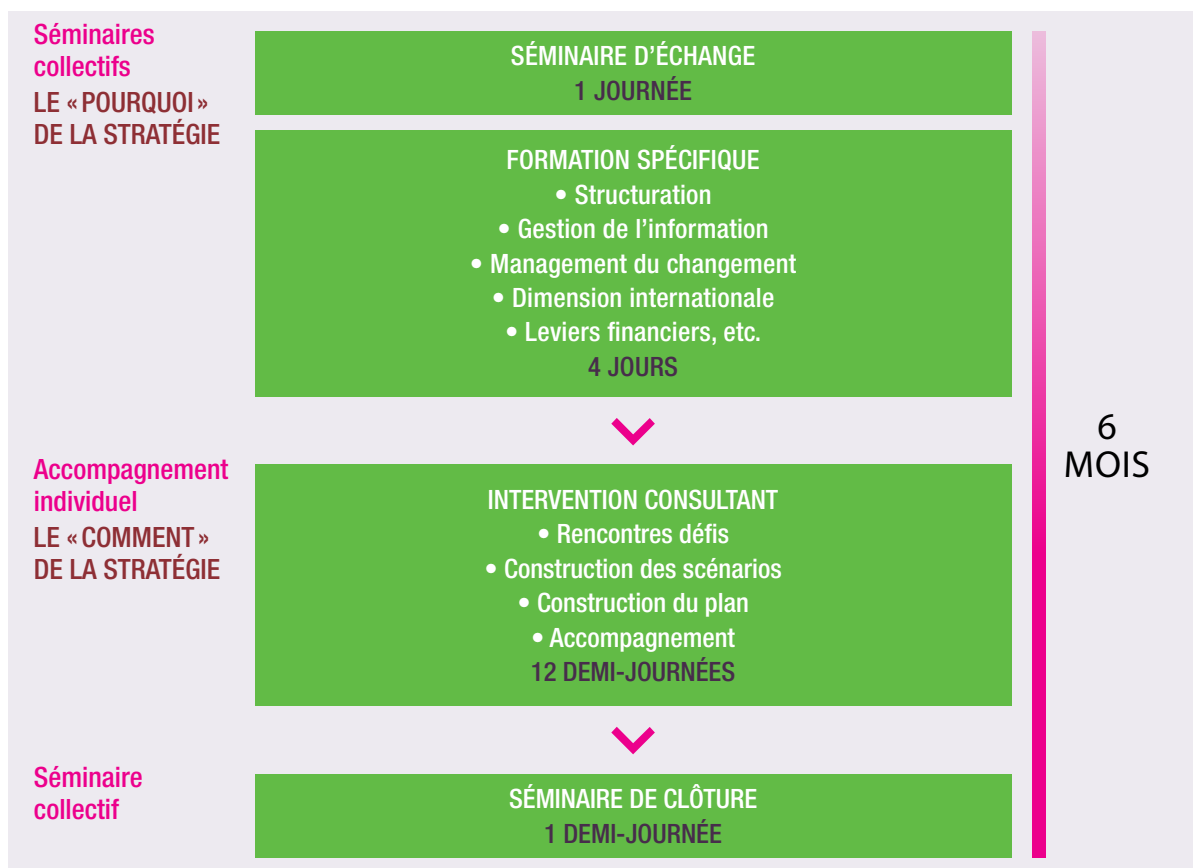 Séminaires
collectifs
LE « POURQUOI »
DE LA STRATÉGIE
SÉMINAIRE D’ÉCHANGE
1 JOURNÉE
FORMATION SPÉCIFIQUE
• Structuration
• Gestion de l’information
• Management du changement
• Dimension internationale
• Leviers financiers, etc.
4 JOURS
Accompagnement
individuel
LE « COMMENT »
DE LA STRATÉGIE
INTERVENTION CONSULTANT
• Rencontres défis
• Construction des scénarios
• Construction du plan
• Accompagnement
12 DEMI-JOURNÉES
Séminaire
collectif
SÉMINAIRE DE CLÔTURE
1 DEMI-JOURNÉE
6
MOIS